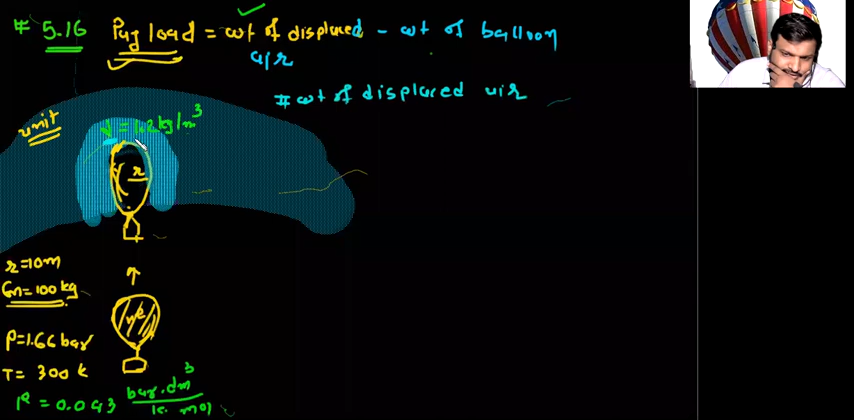 # 5.16 Pay load = wt of displaced - wt of balloon
air
# wt of displaced air
unit
= 1.2 kg/m³
r
r = 10m
m = 100 kg
He
P = 1.66 bar
T = 300 k
R = 0.083 bar. dm³
k. mol